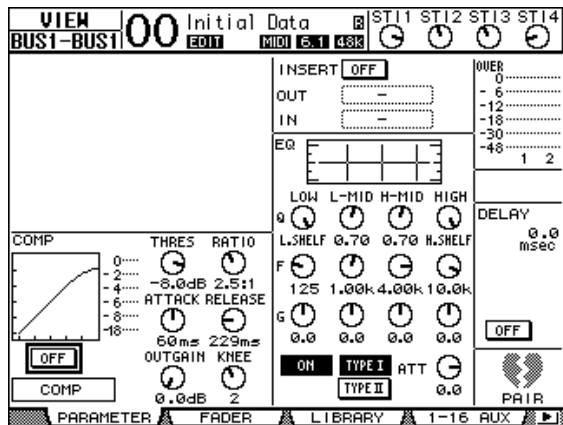 VIEW
BUS1-BUS1
00 Initial Data R
EDIT MIDI 6.1 48k
STI1 STI2 STI3 STI4
INSERT OFF
OUT -
IN -
OVER
0
- 6
-12
-18
-30
-48
1 2
EQ
LOW L-MID H-MID HIGH
Q
L.SHELF 0.70 0.70 H.SHELF
F
125 1.00k 4.00k 10.0k
G
0.0 0.0 0.0 0.0
ON TYPE I ATT
TYPE II 0.0
DELAY
0.0
msec
OFF
PAIR
COMP
THRES RATIO
0
- 2
- 4
- 6
- 8
-18
-8.0dB 2.5:1
ATTACK RELEASE
60ms 229ms
OUTGAIN KNEE
0.0dB 2
OFF
COMP
PARAMETER FADER LIBRARY 1-16 AUX